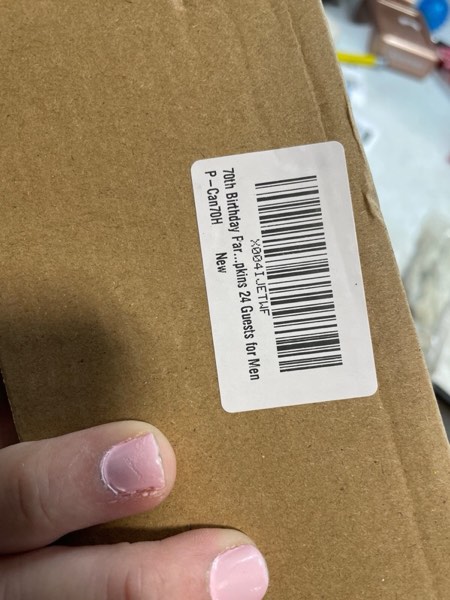 X004IJETWF
70th Birthday Par...pkins 24 Guests for Men
P-Can70H
New